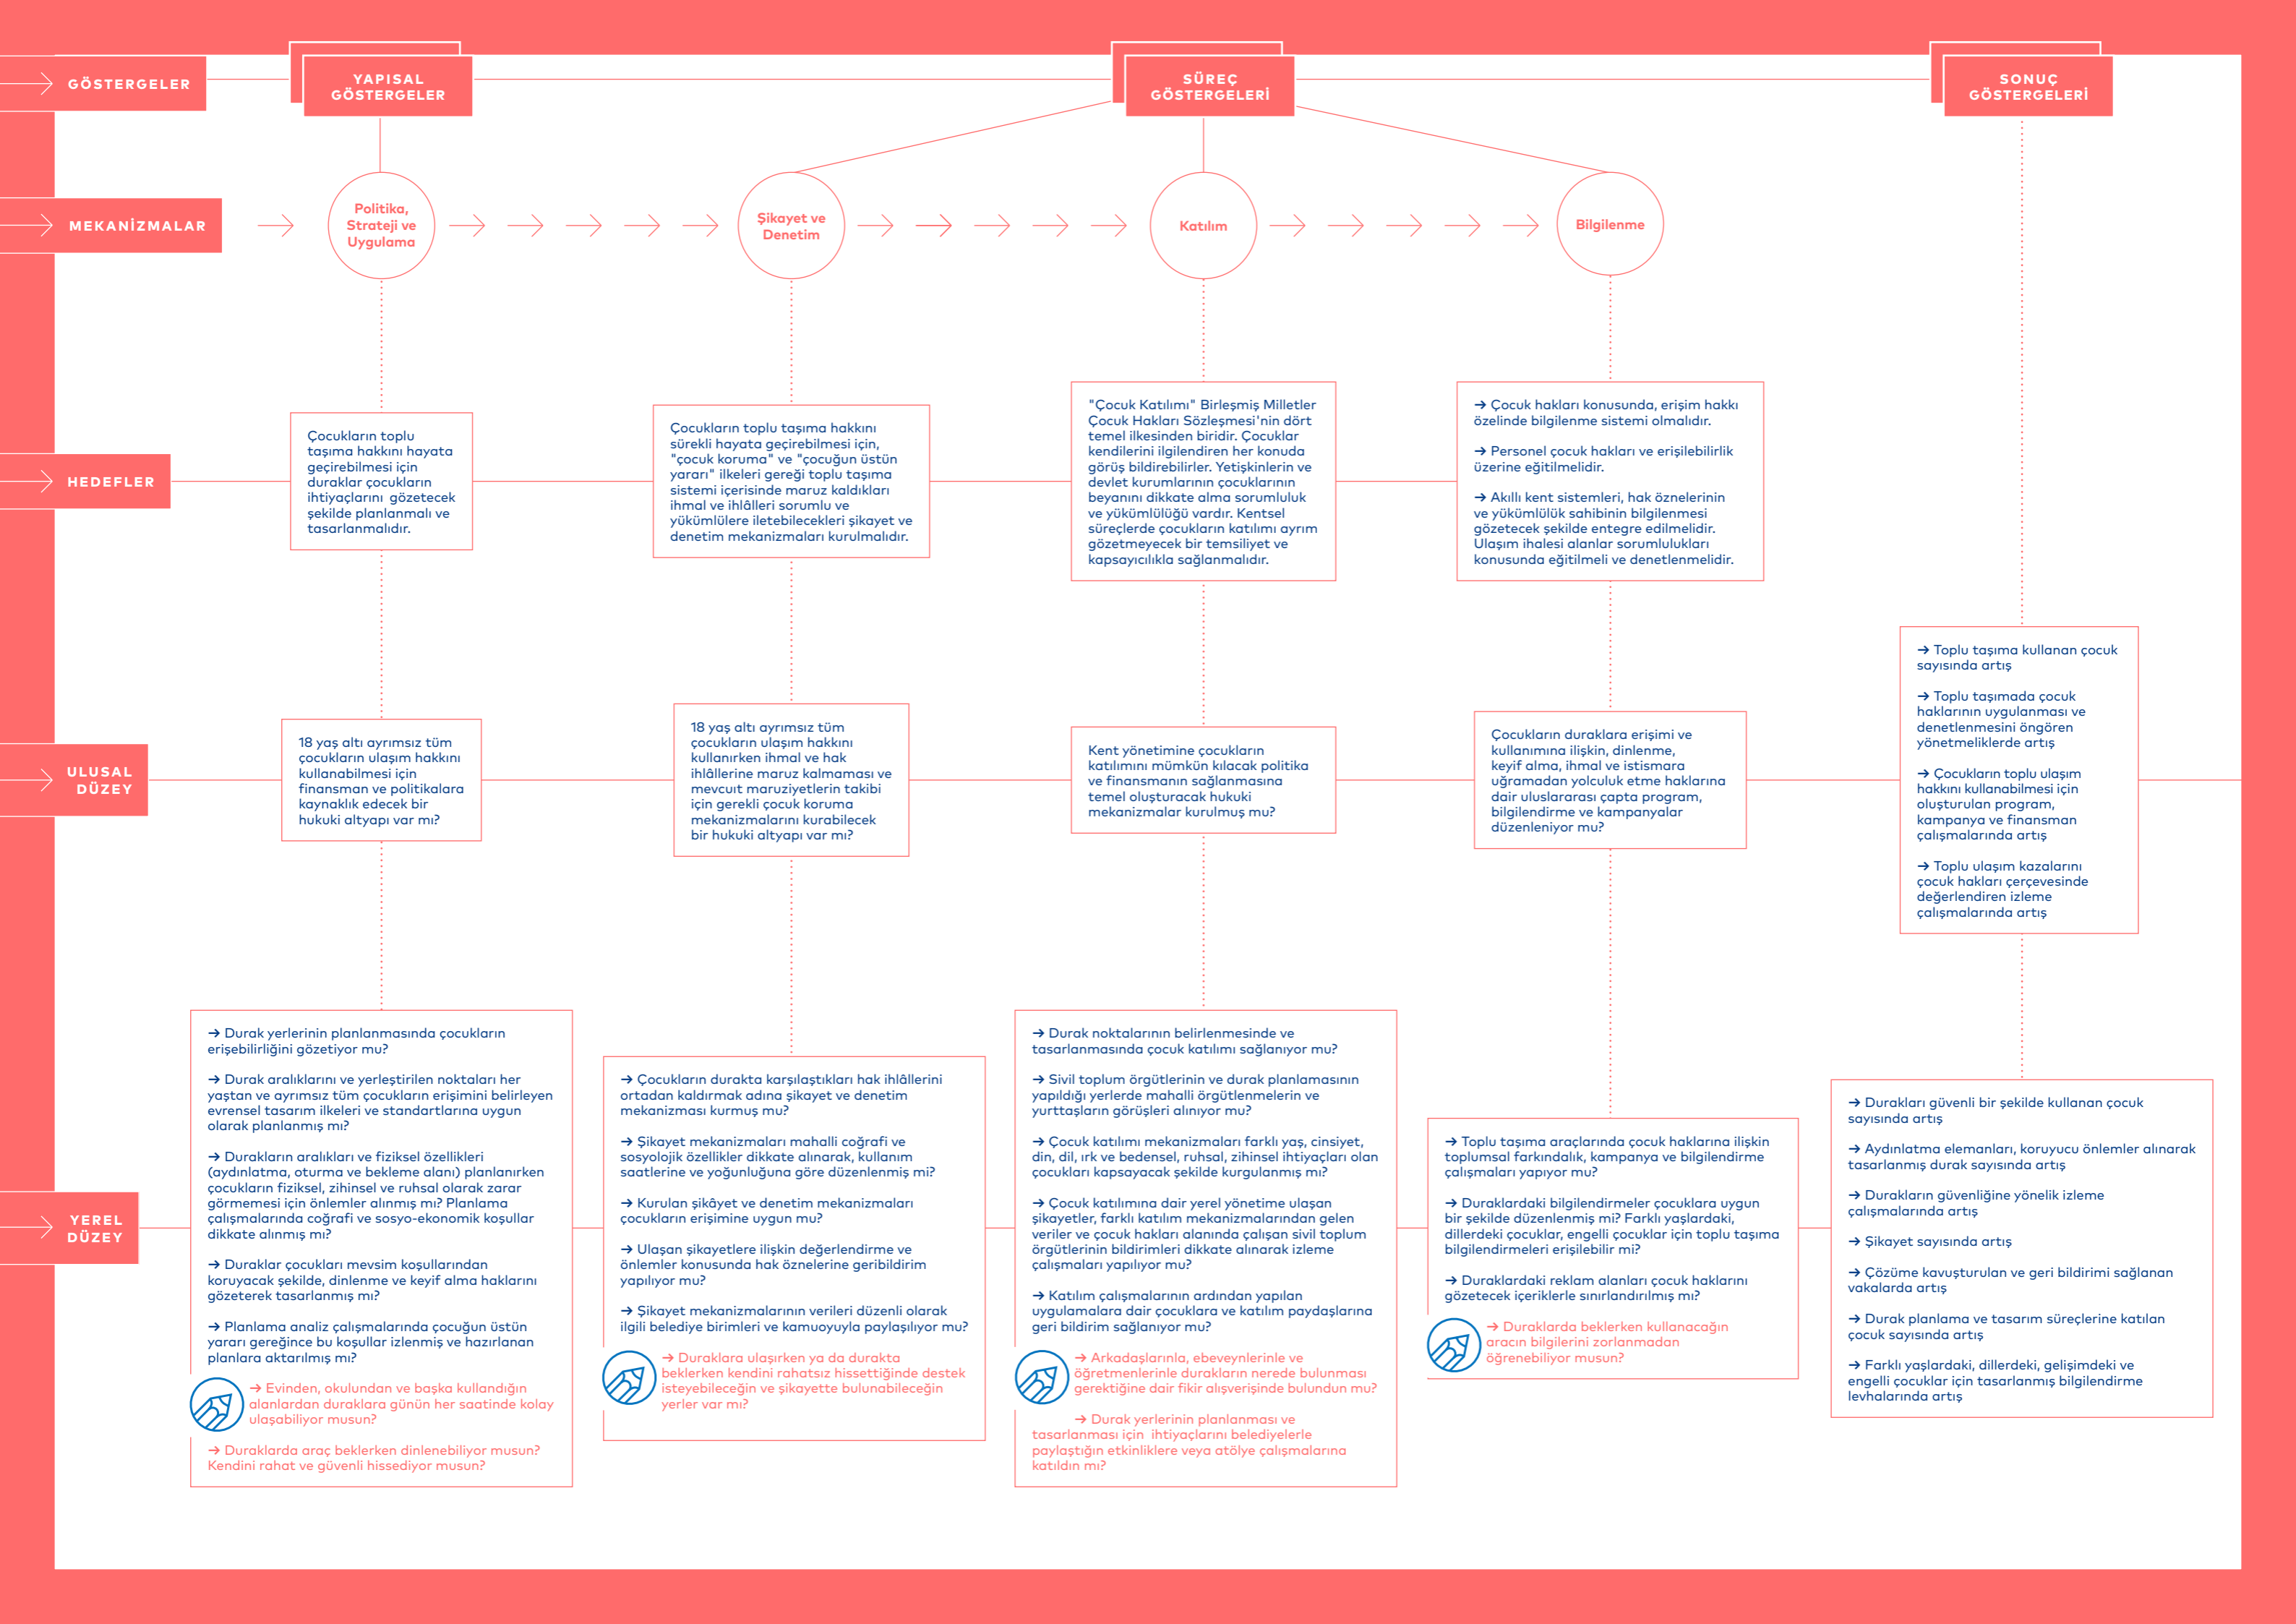 GÖSTERGELER
YAPISAL
GÖSTERGELER
SÜREÇ
GÖSTERGELERİ
SONUÇ
GÖSTERGELERİ
MEKANİZMALAR
Politika,
Strateji ve
Uygulama
Şikayet ve
Denetim
Katılım
Bilgilenme
HEDEFLER
Çocukların toplu
taşıma hakkını hayata
geçirebilmesi için
duraklar çocukların
ihtiyaçlarını gözetecek
şekilde planlanmalı ve
tasarlanmalıdır.
Çocukların toplu taşıma hakkını
sürekli hayata geçirebilmesi için,
"çocuk koruma" ve "çocuğun üstün
yararı" ilkeleri gereği toplu taşıma
sistemi içerisinde maruz kaldıkları
ihmal ve ihlâlleri sorumlu ve
yükümlülere iletebilecekleri şikayet ve
denetim mekanizmaları kurulmalıdır.
"Çocuk Katılımı" Birleşmiş Milletler
Çocuk Hakları Sözleşmesi'nin dört
temel ilkesinden biridir. Çocuklar
kendilerini ilgilendiren her konuda
görüş bildirebilirler. Yetişkinlerin ve
devlet kurumlarının çocuklarının
beyanını dikkate alma sorumluluk
ve yükümlülüğü vardır. Kentsel
süreçlerde çocukların katılımı ayrım
gözetmeyecek bir temsiliyet ve
kapsayıcılıkla sağlanmalıdır.
→ Çocuk hakları konusunda, erişim hakkı
özelinde bilgilenme sistemi olmalıdır.
→ Personel çocuk hakları ve erişilebilirlik
üzerine eğitilmelidir.
→ Akıllı kent sistemleri, hak öznelerinin
ve yükümlülük sahibinin bilgilenmesi
gözetecek şekilde entegre edilmelidir.
Ulaşım ihalesi alanlar sorumlulukları
konusunda eğitilmeli ve denetlenmelidir.
ULUSAL
DÜZEY
18 yaş altı ayrımsız tüm
çocukların ulaşım hakkını
kullanabilmesi için
finansman ve politikalara
kaynaklık edecek bir
hukuki altyapı var mı?
18 yaş altı ayrımsız tüm
çocukların ulaşım hakkını
kullanırken ihmal ve hak
ihlâllerine maruz kalmaması ve
mevcuıt maruziyetlerin takibi
için gerekli çocuk koruma
mekanizmalarını kurabilecek
bir hukuki altyapı var mı?
Kent yönetimine çocukların
katılımını mümkün kılacak politika
ve finansmanın sağlanmasına
temel oluşturacak hukuki
mekanizmalar kurulmuş mu?
Çocukların duraklara erişimi ve
kullanımına ilişkin, dinlenme,
keyif alma, ihmal ve istismara
uğramadan yolculuk etme haklarına
dair uluslararası çapta program,
bilgilendirme ve kampanyalar
düzenleniyor mu?
→ Toplu taşıma kullanan çocuk
sayısında artış
→ Toplu taşımada çocuk
haklarının uygulanması ve
denetlenmesini öngören
yönetmeliklerde artış
→ Çocukların toplu ulaşım
hakkını kullanabilmesi için
oluşturulan program,
kampanya ve finansman
çalışmalarında artış
→ Toplu ulaşım kazalarını
çocuk hakları çerçevesinde
değerlendiren izleme
çalışmalarında artış
YEREL
DÜZEY
→ Durak yerlerinin planlanmasında çocukların
erişebilirliğini gözetiyor mu?
→ Durak aralıklarını ve yerleştirilen noktaları her
yaştan ve ayrımsız tüm çocukların erişimini belirleyen
evrensel tasarım ilkeleri ve standartlarına uygun
olarak planlanmış mı?
→ Durakların aralıkları ve fiziksel özellikleri
(aydınlatma, oturma ve bekleme alanı) planlanırken
çocukların fiziksel, zihinsel ve ruhsal olarak zarar
görmemesi için önlemler alınmış mı? Planlama
çalışmalarında coğrafi ve sosyo-ekonomik koşullar
dikkate alınmış mı?
→ Duraklar çocukları mevsim koşullarından
koruyacak şekilde, dinlenme ve keyif alma haklarını
gözeterek tasarlanmış mı?
→ Planlama analiz çalışmalarında çocuğun üstün
yararı gereğince bu koşullar izlenmiş ve hazırlanan
planlara aktarılmış mı?
→ Evinden, okulundan ve başka kullandığın
alanlardan duraklara günün her saatinde kolay
ulaşabiliyor musun?
→ Duraklarda araç beklerken dinlenebiliyor musun?
Kendini rahat ve güvenli hissediyor musun?
→ Çocukların durakta karşılaştıkları hak ihlâllerini
ortadan kaldırmak adına şikayet ve denetim
mekanizması kurmuş mu?
→ Şikayet mekanizmaları mahalli coğrafi ve
sosyolojik özellikler dikkate alınarak, kullanım
saatlerine ve yoğunluğuna göre düzenlenmiş mi?
→ Kurulan şikâyet ve denetim mekanizmaları
çocukların erişimine uygun mu?
→ Ulaşan şikayetlere ilişkin değerlendirme ve
önlemler konusunda hak öznelerine geribildirim
yapılıyor mu?
→ Şikayet mekanizmalarının verileri düzenli olarak
ilgili belediye birimleri ve kamuoyuyla paylaşılıyor mu?
→ Duraklara ulaşırken ya da durakta
beklerken kendini rahatsız hissettiğinde destek
isteyebileceğin ve şikayette bulunabileceğin
yerler var mı?
→ Durak noktalarının belirlenmesinde ve
tasarlanmasında çocuk katılımı sağlanıyor mu?
→ Sivil toplum örgütlerinin ve durak planlamasının
yapıldığı yerlerde mahalli örgütlenmelerin ve
yurttaşların görüşleri alınıyor mu?
→ Çocuk katılımı mekanizmaları farklı yaş, cinsiyet,
din, dil, ırk ve bedensel, ruhsal, zihinsel ihtiyaçları olan
çocukları kapsayacak şekilde kurgulanmış mı?
→ Çocuk katılımına dair yerel yönetime ulaşan
şikayetler, farklı katılım mekanizmalarından gelen
veriler ve çocuk hakları alanında çalışan sivil toplum
örgütlerinin bildirimleri dikkate alınarak izleme
çalışmaları yapılıyor mu?
→ Katılım çalışmalarının ardından yapılan
uygulamalara dair çocuklara ve katılım paydaşlarına
geri bildirim sağlanıyor mu?
→ Arkadaşlarınla, ebeveynlerinle ve
öğretmenlerinle durakların nerede bulunması
gerektiğine dair fikir alışverişinde bulundun mu?
→ Durak yerlerinin planlanması ve
tasarlanması için ihtiyaçlarını belediyelerle
paylaştığın etkinliklere veya atölye çalışmalarına
katıldın mı?
→ Toplu taşıma araçlarında çocuk haklarına ilişkin
toplumsal farkındalık, kampanya ve bilgilendirme
çalışmaları yapıyor mu?
→ Duraklardaki bilgilendirmeler çocuklara uygun
bir şekilde düzenlenmiş mi? Farklı yaşlardaki,
dillerdeki çocuklar, engelli çocuklar için toplu taşıma
bilgilendirmeleri erişilebilir mi?
→ Duraklardaki reklam alanları çocuk haklarını
gözetecek içeriklerle sınırlandırılmış mı?
→ Duraklarda beklerken kullanacağın
aracın bilgilerini zorlanmadan
öğrenebiliyor musun?
→ Durakları güvenli bir şekilde kullanan çocuk
sayısında artış
→ Aydınlatma elemanları, koruyucu önlemler alınarak
tasarlanmış durak sayısında artış
→ Durakların güvenliğine yönelik izleme
çalışmalarında artış
→ Şikayet sayısında artış
→ Çözüme kavuşturulan ve geri bildirimi sağlanan
vakalarda artış
→ Durak planlama ve tasarım süreçlerine katılan
çocuk sayısında artış
→ Farklı yaşlardaki, dillerdeki, gelişimdeki ve
engelli çocuklar için tasarlanmış bilgilendirme
levhalarında artış